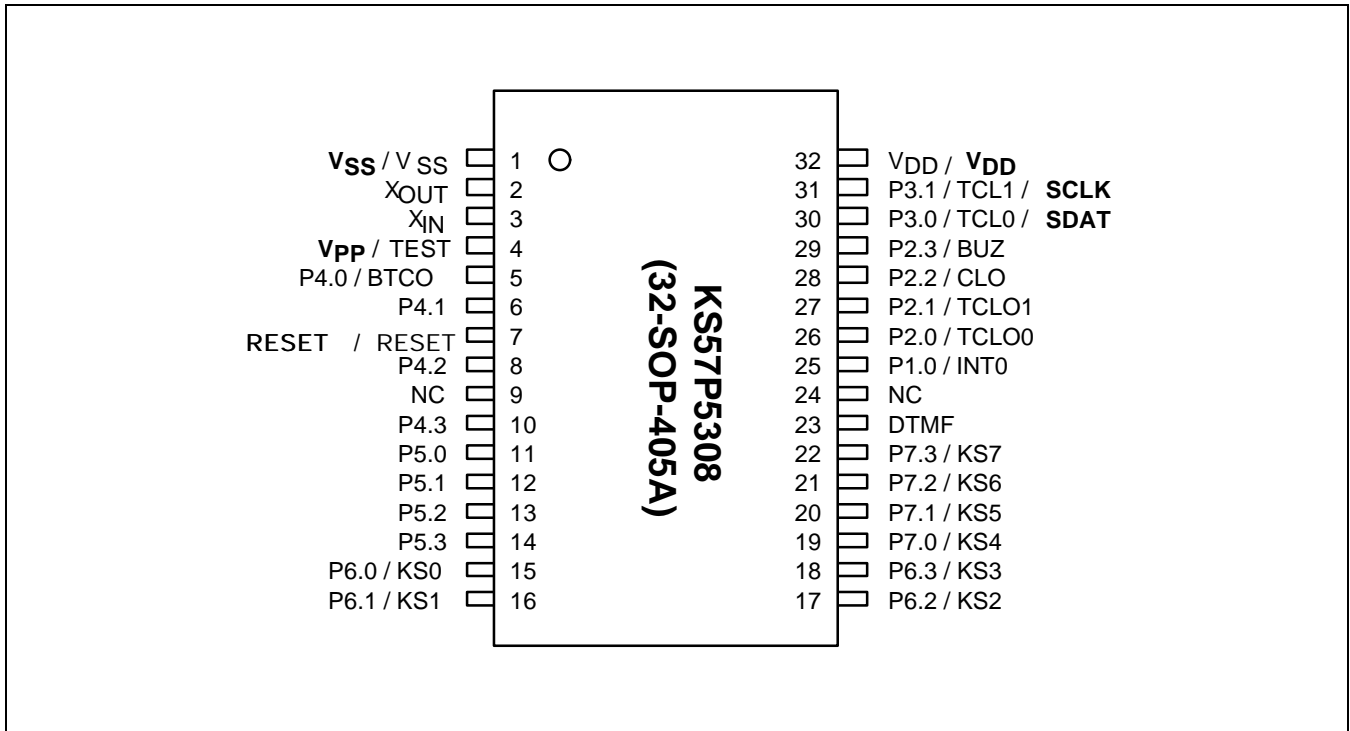 VSS / VSS 1 32 VDD / VDD
XOUT 2 31 P3.1 / TCL1 / SCLK
XIN 3 30 P3.0 / TCL0 / SDAT
VPP / TEST 4 29 P2.3 / BUZ
P4.0 / BTCO 5 28 P2.2 / CLO
P4.1 6 27 P2.1 / TCLO1
RESET / RESET 7 26 P2.0 / TCLO0
P4.2 8 25 P1.0 / INT0
NC 9 24 NC
P4.3 10 23 DTMF
P5.0 11 22 P7.3 / KS7
P5.1 12 21 P7.2 / KS6
P5.2 13 20 P7.1 / KS5
P5.3 14 19 P7.0 / KS4
P6.0 / KS0 15 18 P6.3 / KS3
P6.1 / KS1 16 17 P6.2 / KS2
KS57P5308
(32-SOP-405A)